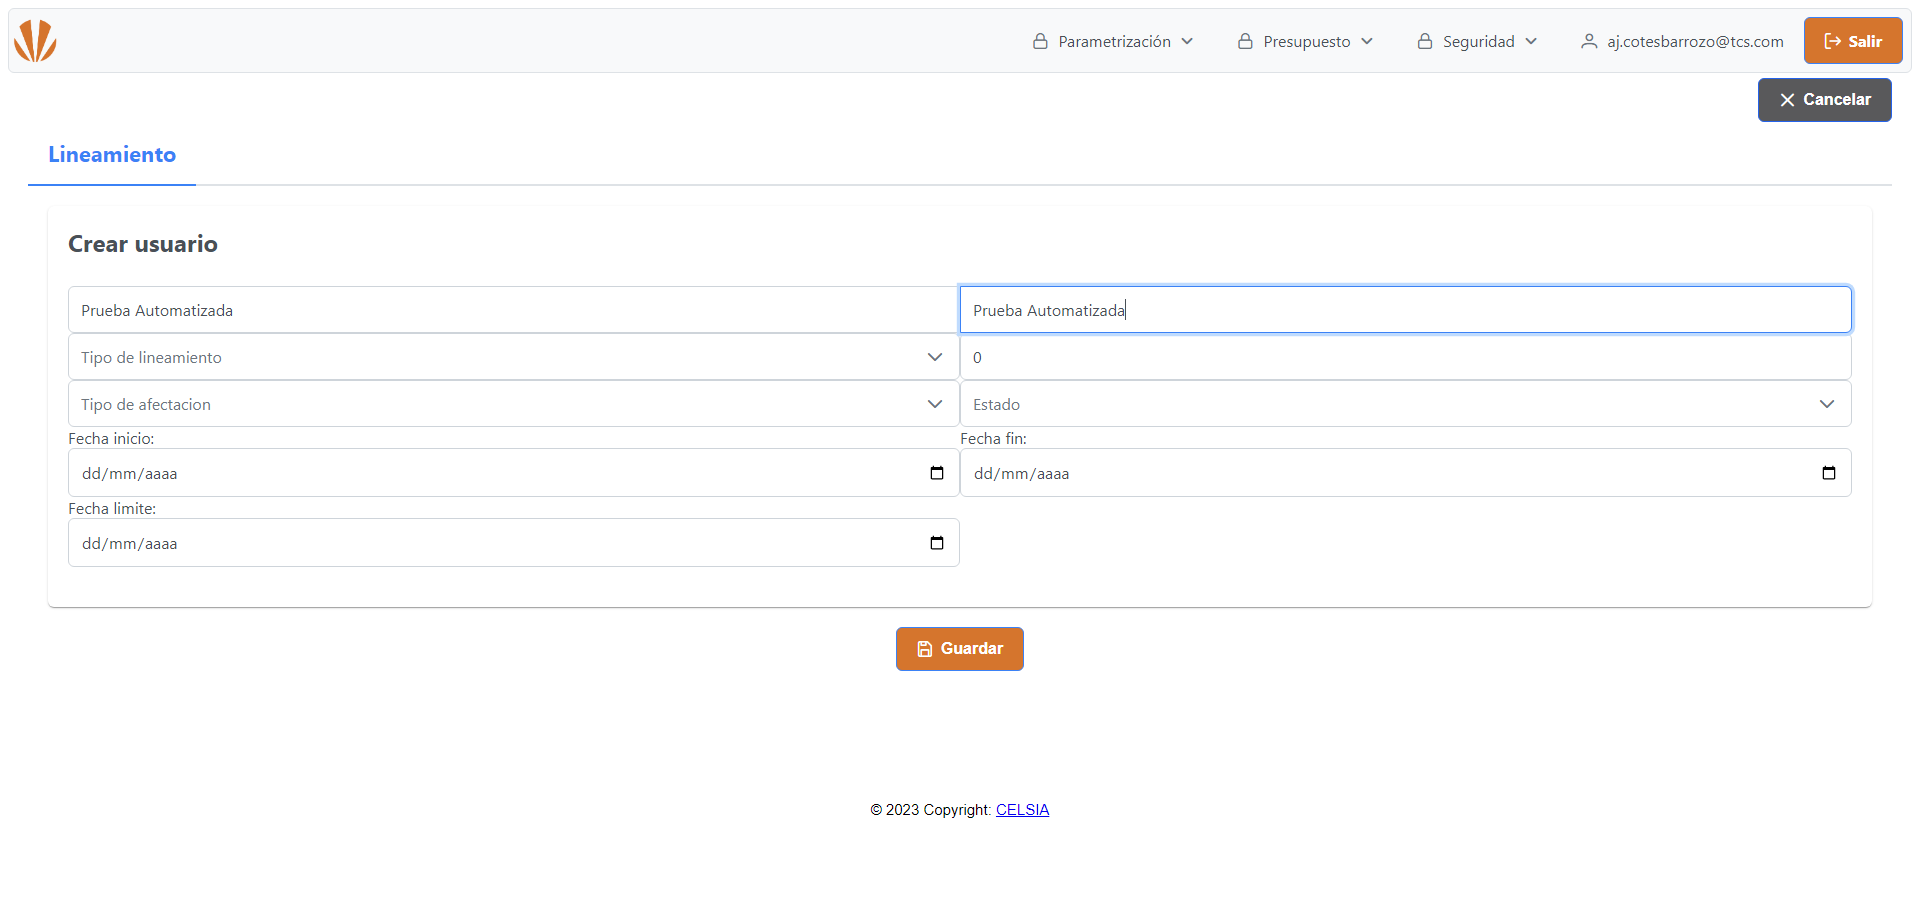 Parametrización Presupuesto Seguridad aj.cotesbarrozo@tcs.com Salir
Cancelar
Lineamiento
Crear usuario
Prueba Automatizada Prueba Automatizada
Tipo de lineamiento 0
Tipo de afectacion Estado
Fecha inicio: Fecha fin:
dd/mm/aaaa dd/mm/aaaa
Fecha limite:
dd/mm/aaaa
Guardar
© 2023 Copyright: CELSIA